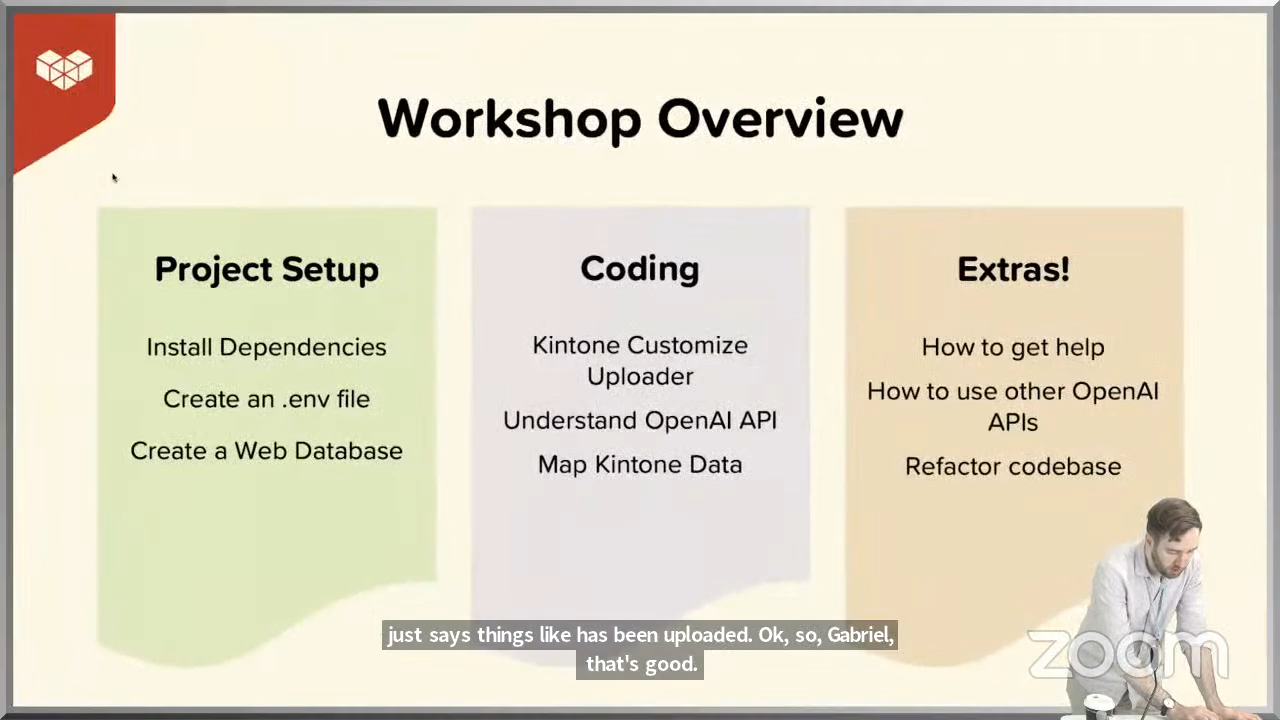 Workshop Overview
Project Setup
Install Dependencies
Create an .env file
Create a Web Database
Coding
Kintone Customize
Uploader
Understand OpenAI API
Map Kintone Data
Extras!
How to get help
How to use other OpenAI
APIs
Refactor codebase
just says things like has been uploaded. Ok, so, Gabriel,
that's good.
zoom